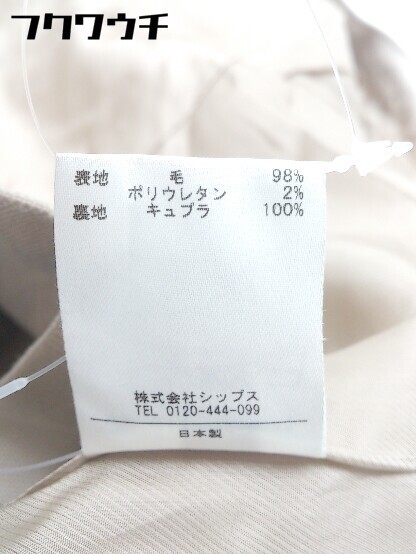 フクワウチ
表地 毛 98%
ポリウレタン 2%
裏地 キュプラ 100%
株式会社シップス
TEL 0120-444-099
日本製